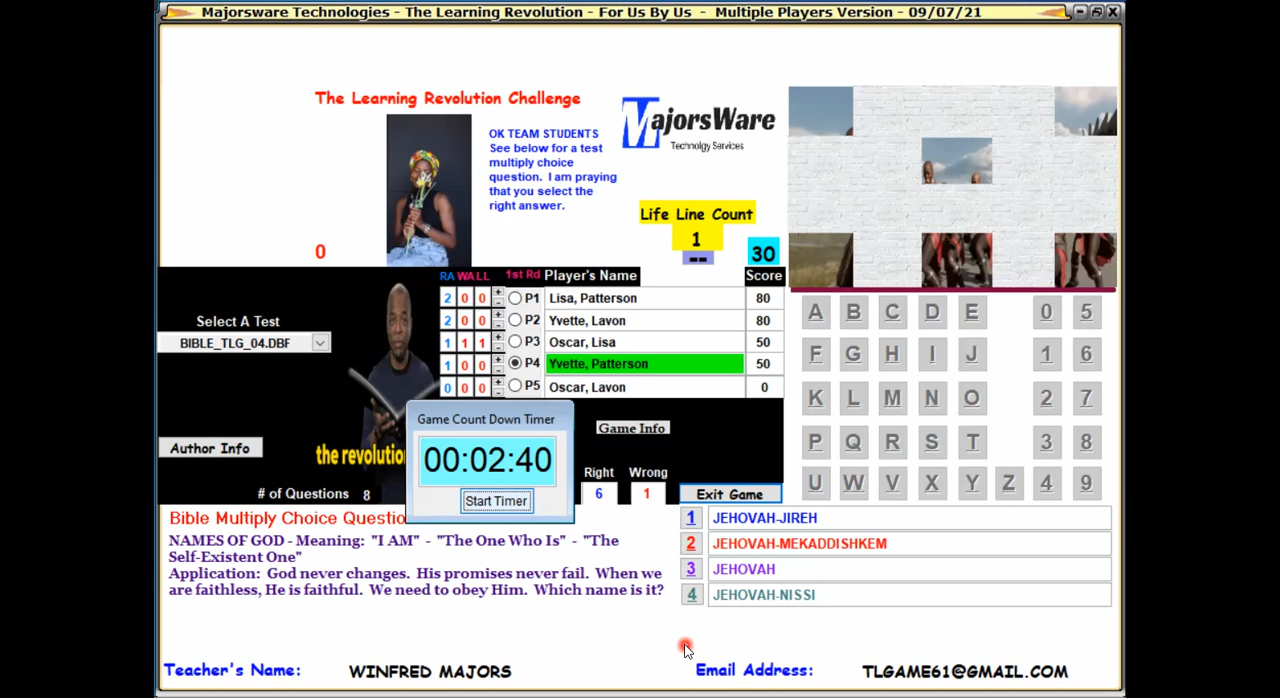 Majorsware Technologies - The Learning Revolution - For Us By Us - Multiple Players Version - 09/07/21
The Learning Revolution Challenge
MajorsWare
Technolgy Services
OK TEAM STUDENTS
See below for a test
multiply choice
question. I am praying
that you select the
right answer.
Life Line Count
1
--
30
0
RA WA LL 1st Rd Player's Name Score
2 0 0 + - P1 Lisa, Patterson 80
2 0 0 + - P2 Yvette, Lavon 80
1 1 1 + - P3 Oscar, Lisa 50
1 0 0 + - P4 Yvette, Patterson 50
0 0 0 + - P5 Oscar, Lavon 0
Select A Test
BIBLE_TLG_04.DBF
Author Info
the revolutio
# of Questions 8
Game Count Down Timer
00:02:40
Start Timer
Game Info
Right Wrong
6 1
Exit Game
A B C D E 0 5
F G H I J 1 6
K L M N O 2 7
P Q R S T 3 8
U W V X Y Z 4 9
Bible Multiply Choice Questio
NAMES OF GOD - Meaning: "I AM" - "The One Who Is" - "The
Self-Existent One"
Application: God never changes. His promises never fail. When we
are faithless, He is faithful. We need to obey Him. Which name is it?
1 JEHOVAH-JIREH
2 JEHOVAH-MEKADDISHKEM
3 JEHOVAH
4 JEHOVAH-NISSI
Teacher's Name: WINFRED MAJORS Email Address: TLGAME61@GMAIL.COM